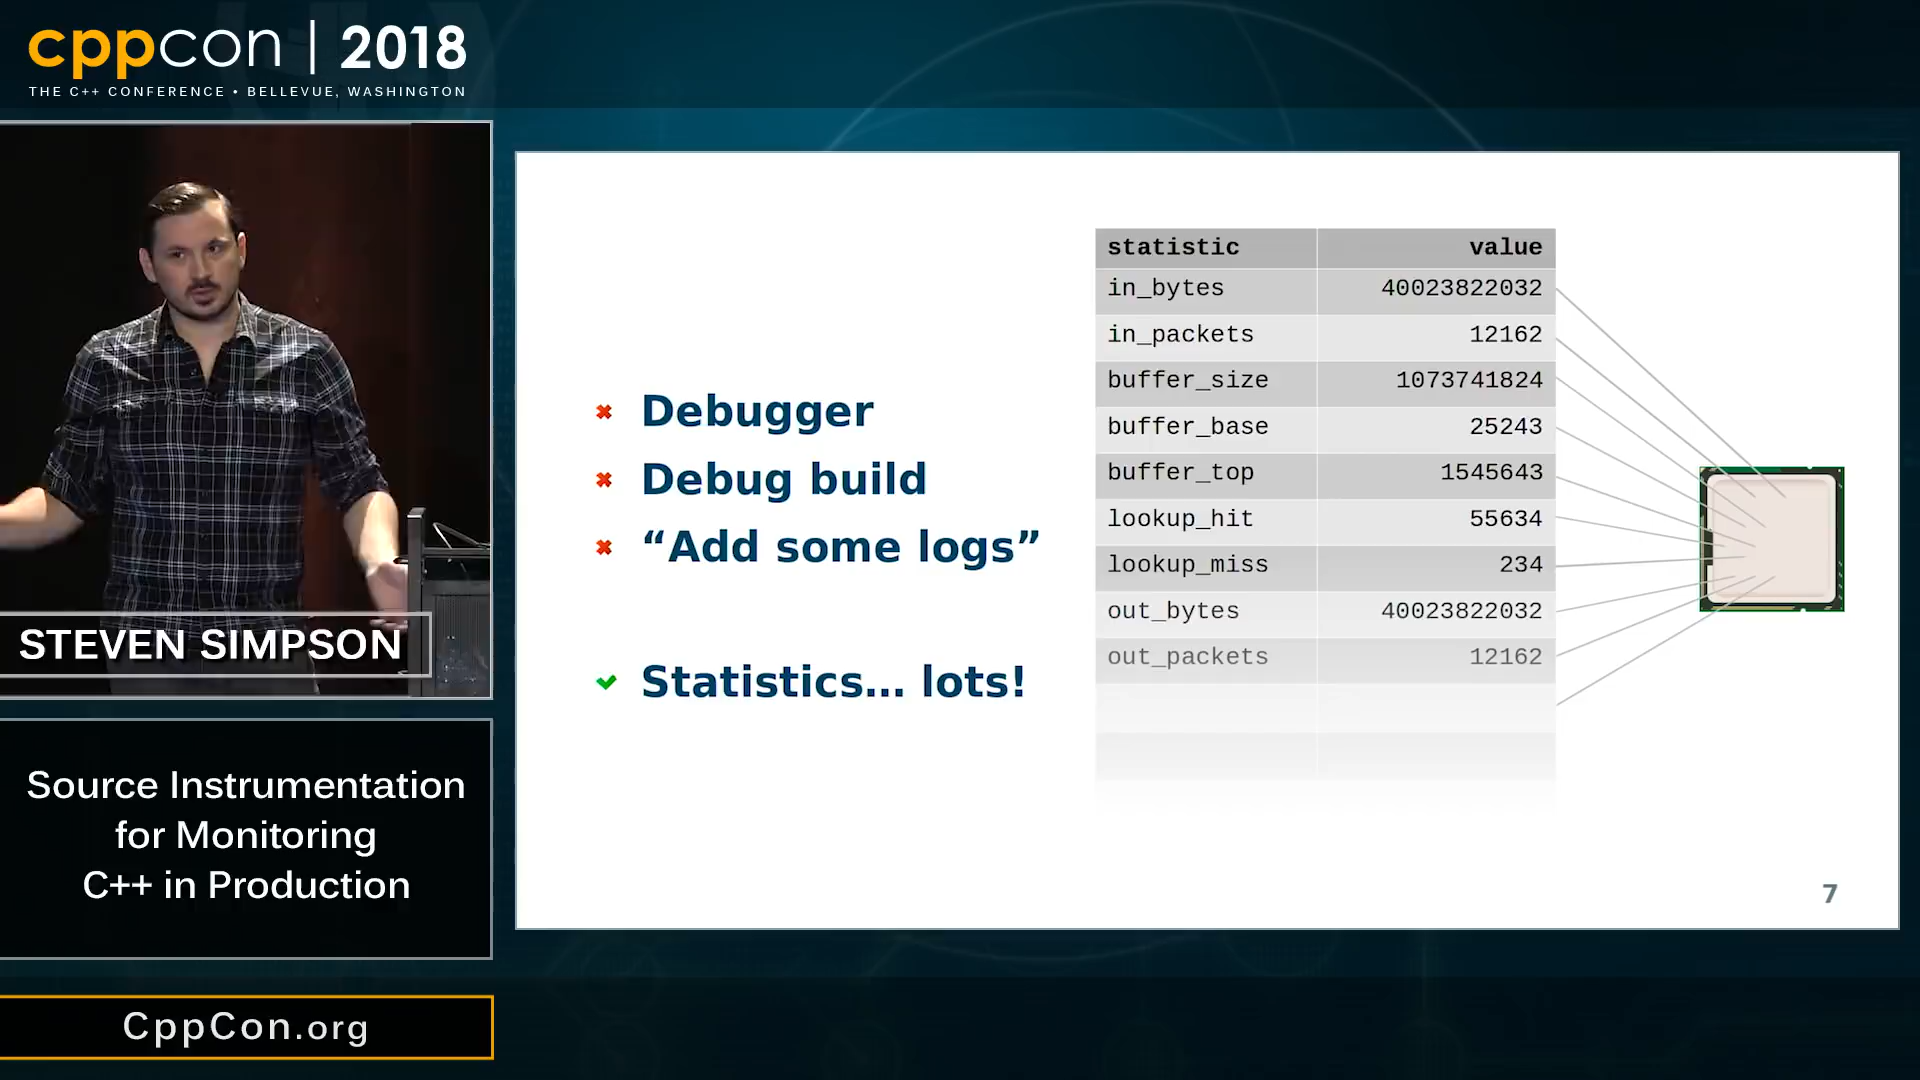 cppcon | 2018
THE C++ CONFERENCE • BELLEVUE, WASHINGTON
STEVEN SIMPSON
Source Instrumentation
for Monitoring
C++ in Production
CppCon.org
Debugger
Debug build
“Add some logs”
Statistics... lots!
statistic value
in_bytes 40023822032
in_packets 12162
buffer_size 1073741824
buffer_base 25243
buffer_top 1545643
lookup_hit 55634
lookup_miss 234
out_bytes 40023822032
out_packets 12162
7